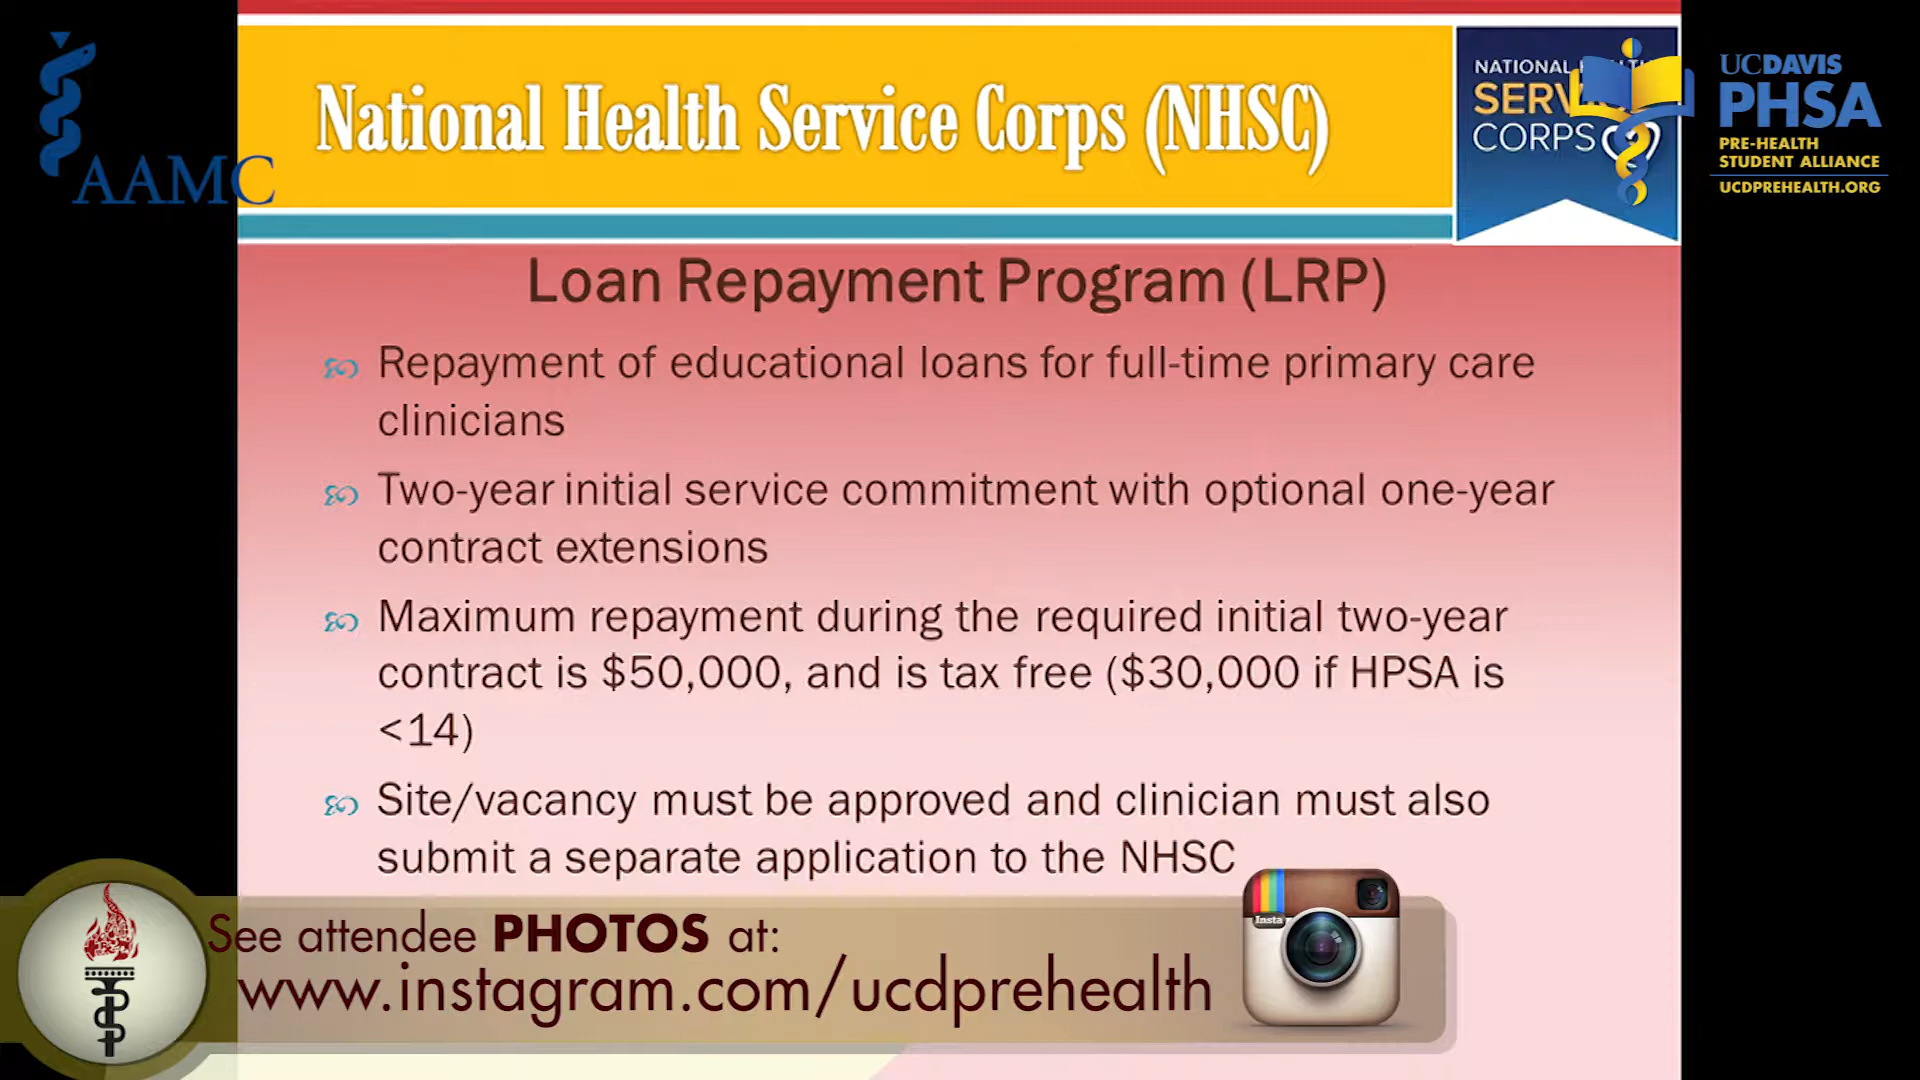 AAMC
National Health Service Corps (NHSC)
NATIONAL
SERV
CORPS
UCDAVIS
PHSA
PRE-HEALTH
STUDENT ALLIANCE
UCDPREHEALTH.ORG
Loan Repayment Program (LRP)
Repayment of educational loans for full-time primary care
clinicians
Two-year initial service commitment with optional one-year
contract extensions
Maximum repayment during the required initial two-year
contract is $50,000, and is tax free ($30,000 if HPSA is
<14)
Site/vacancy must be approved and clinician must also
submit a separate application to the NHSC
See attendee PHOTOS at:
www.instagram.com/ucdprehealth
Insta